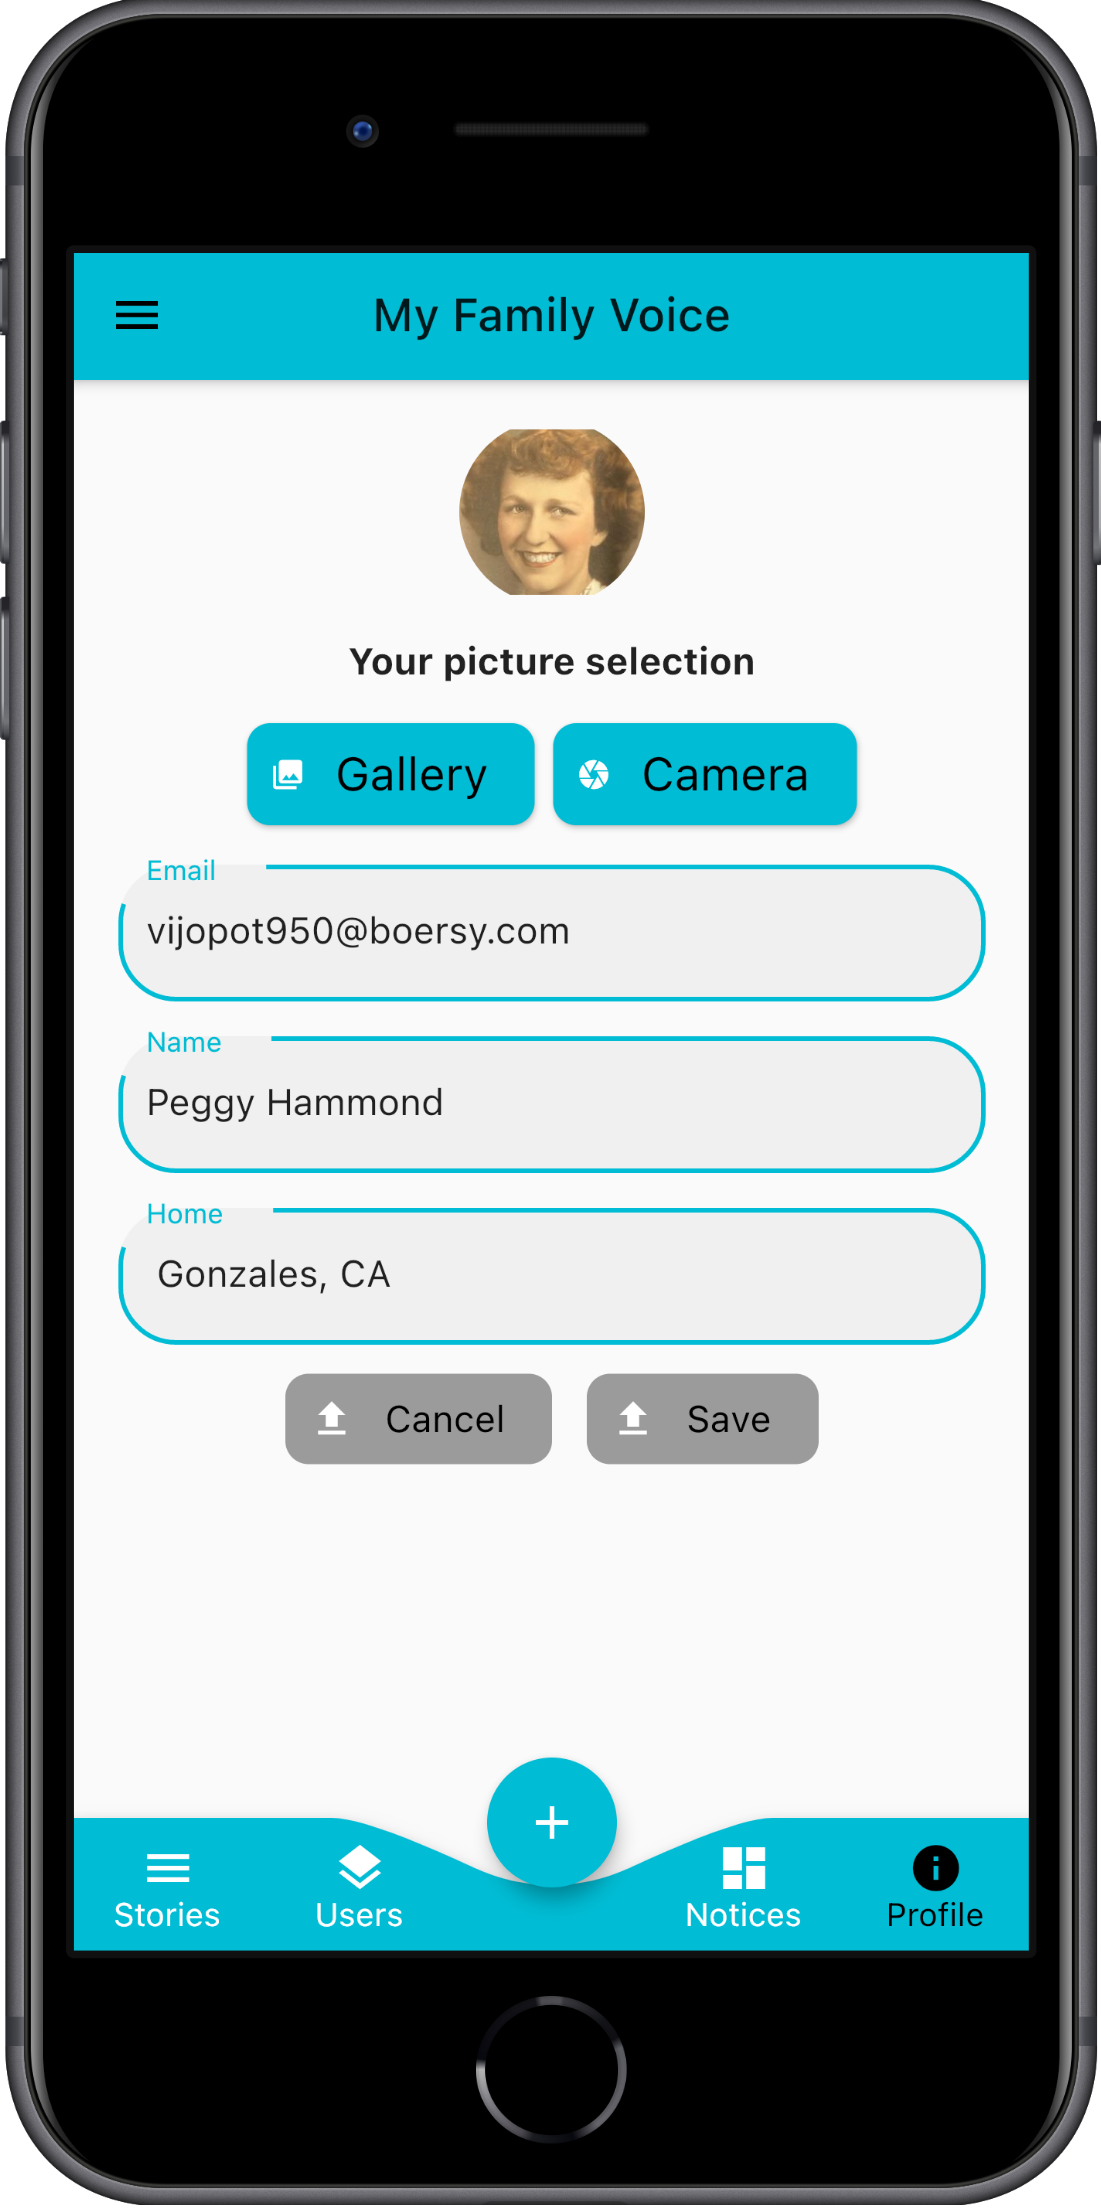 My Family Voice
Your picture selection
Gallery Camera
Email
vijopot950@boersy.com
Name
Peggy Hammond
Home
Gonzales, CA
Cancel Save
Stories Users Notices Profile